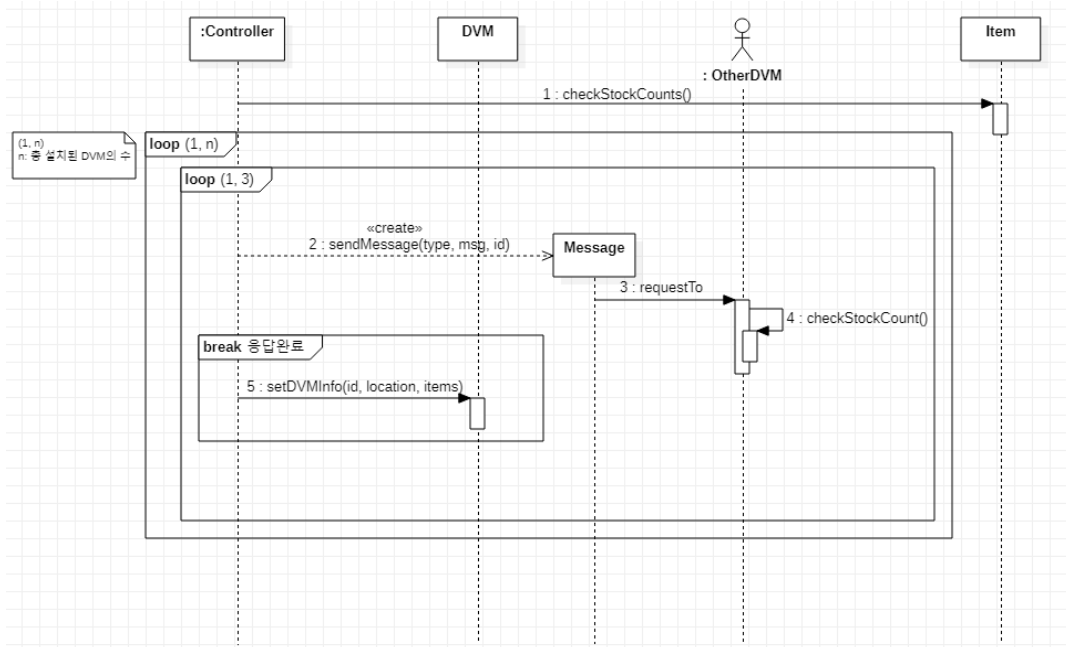 :Controller
DVM
: OtherDVM
Item
1 : checkStockCounts()
(1, n)
n: 총 설치된 DVM의 수
loop (1, n)
loop (1, 3)
«create»
2 : sendMessage(type, msg, id)
Message
3 : requestTo
4 : checkStockCount()
break 응답완료
5 : setDVMInfo(id, location, items)